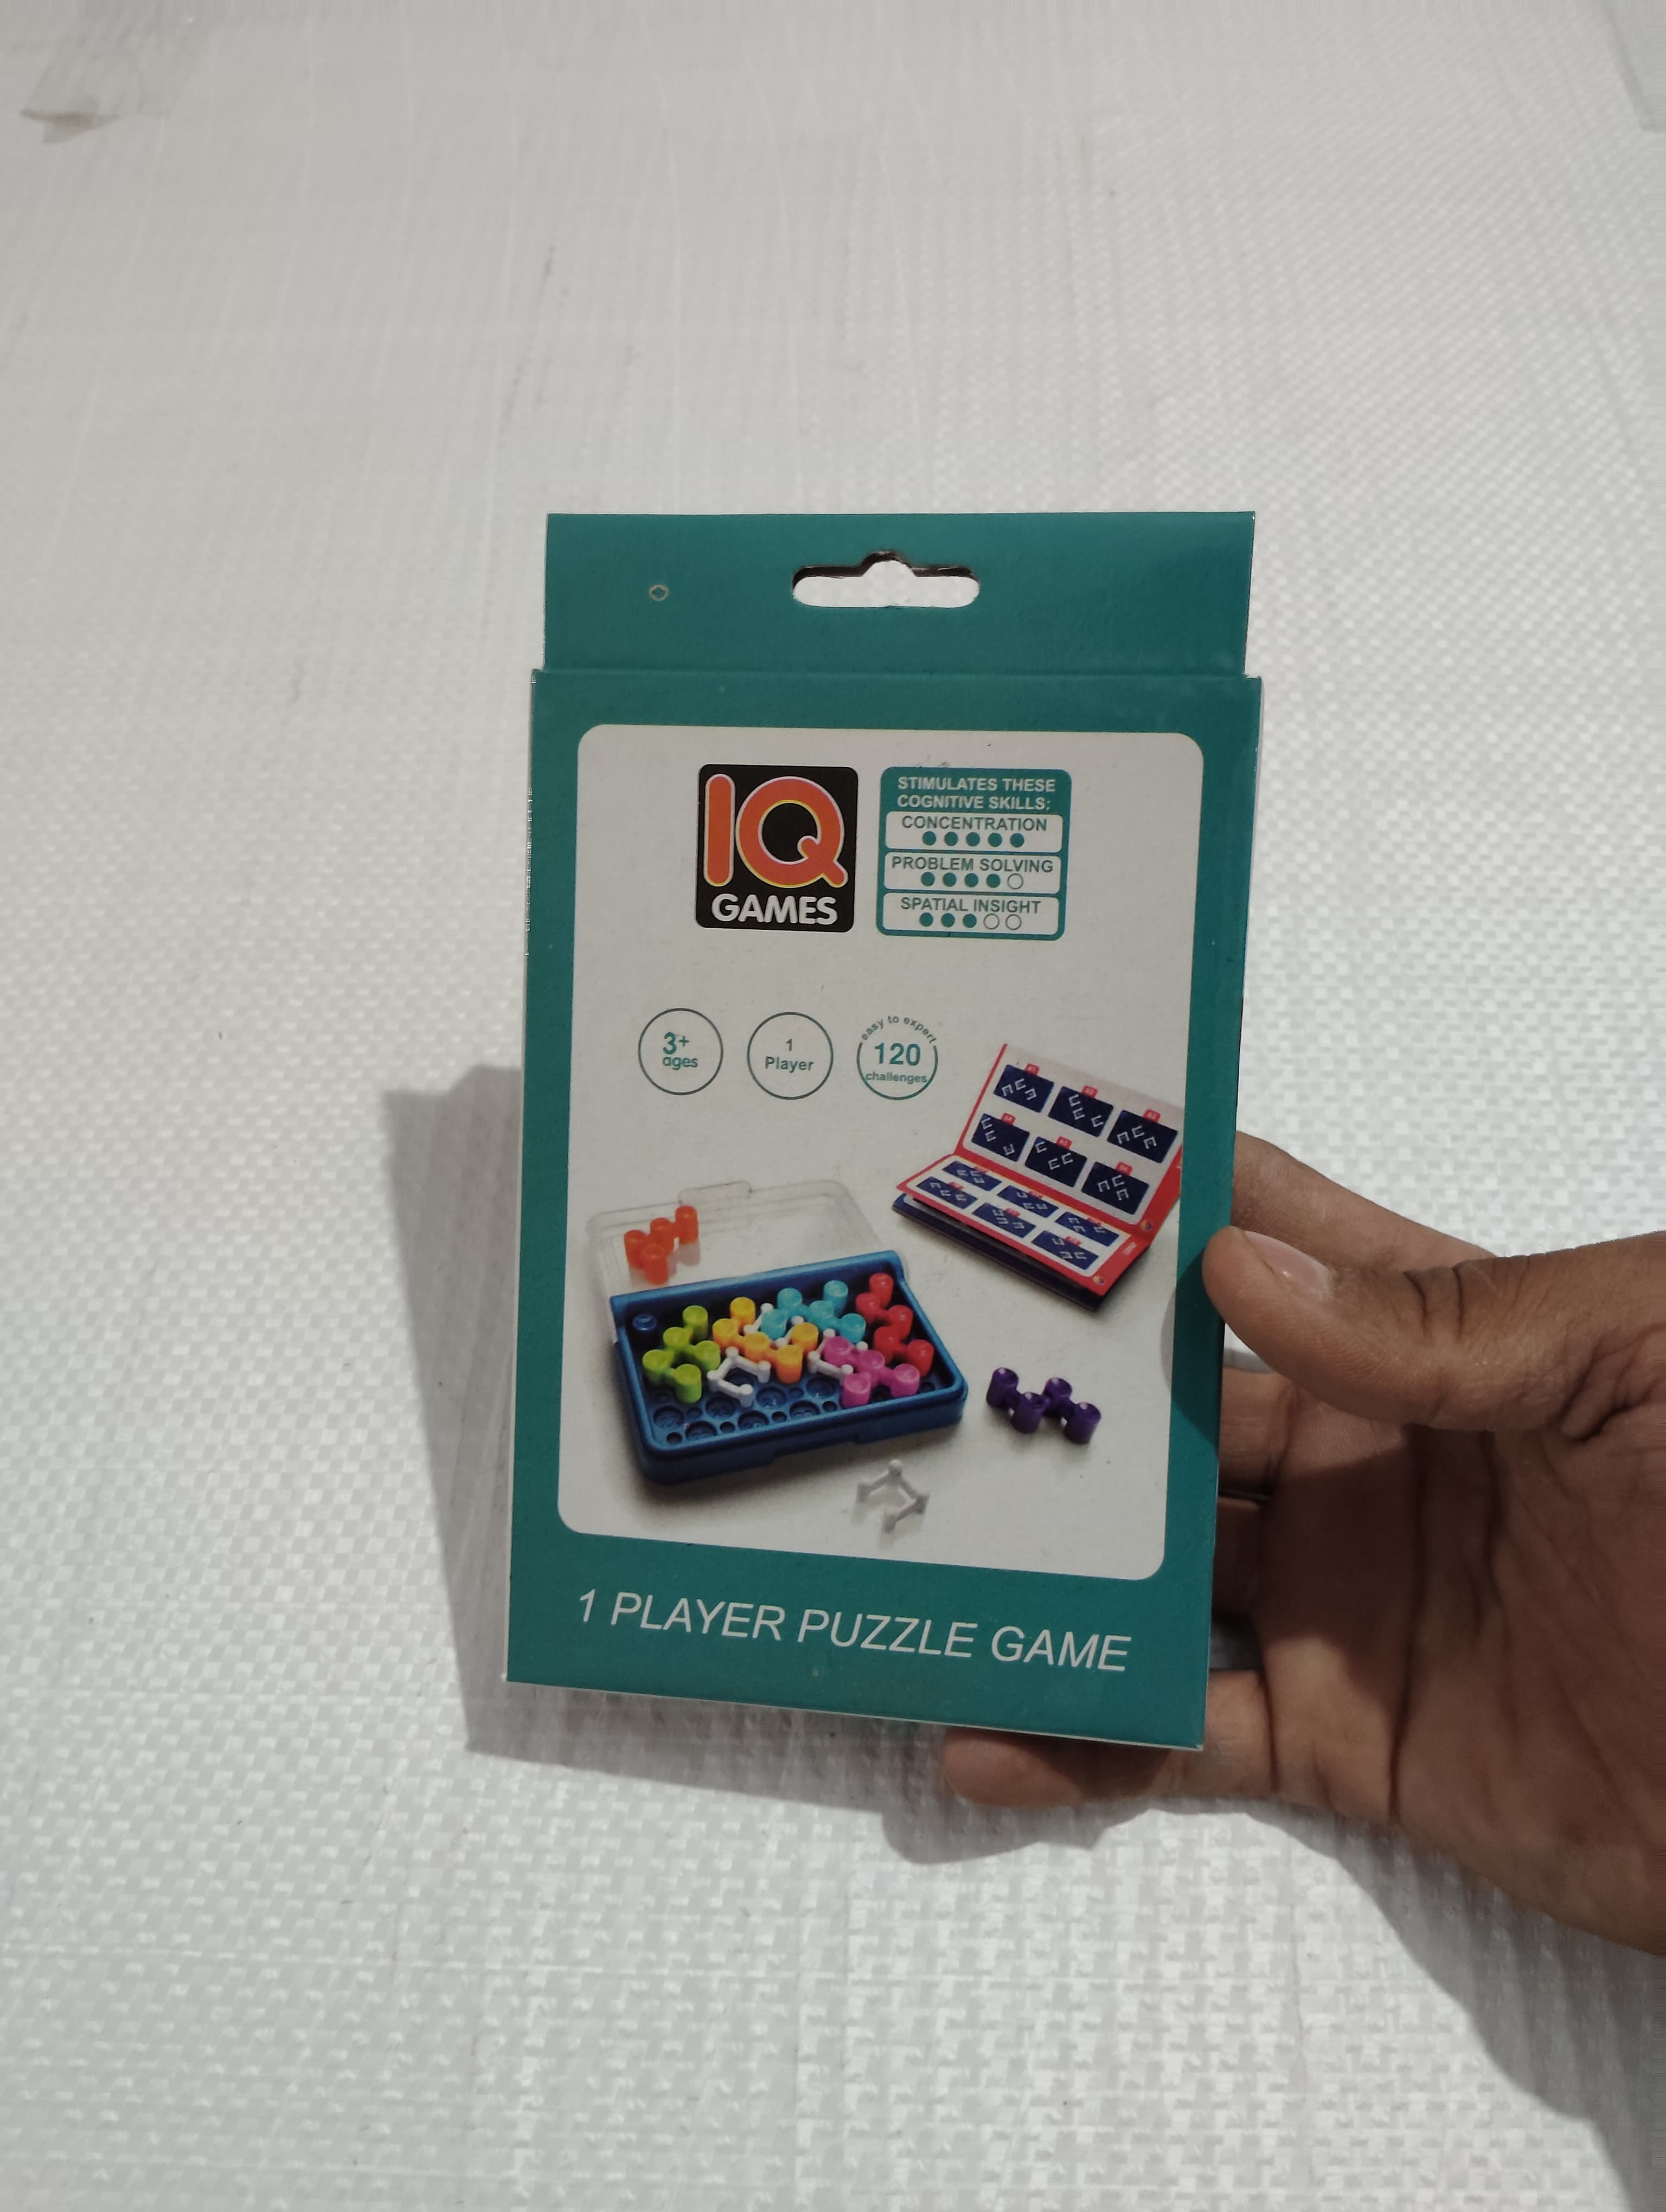 IQ
GAMES
STIMULATES THESE
COGNITIVE SKILLS:
CONCENTRATION
PROBLEM SOLVING
SPATIAL INSIGHT
3+
ages
1
Player
easy to expert
120
challenges
1 PLAYER PUZZLE GAME